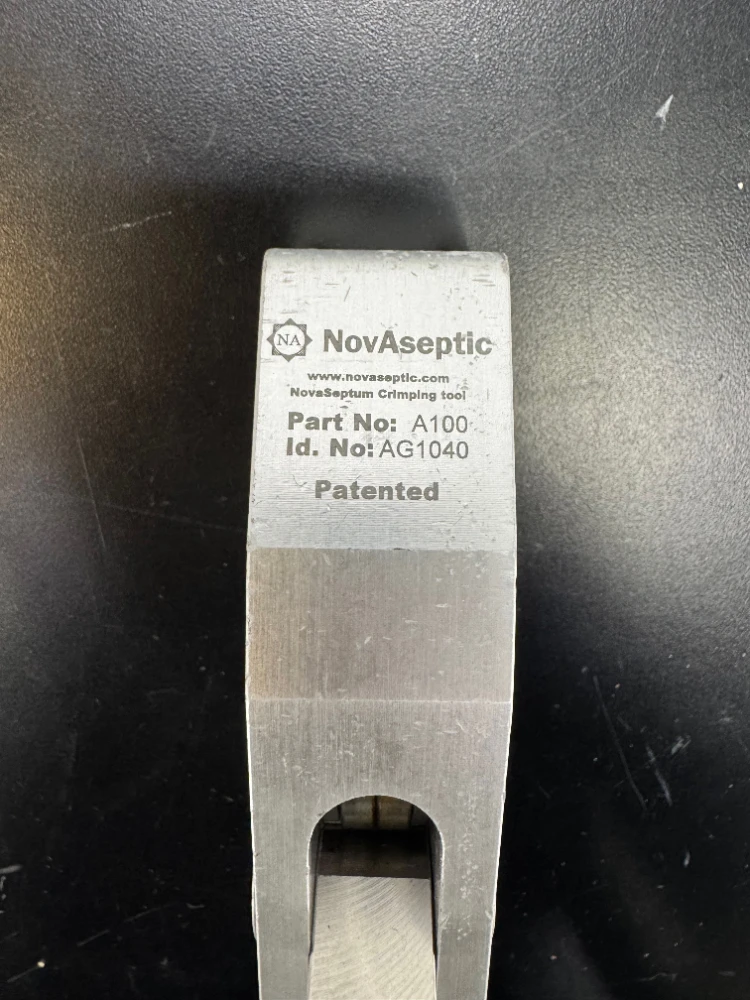 NA NovAseptic
www.novaseptic.com
NovaSeptum Crimping tool
Part No: A100
Id. No: AG1040
Patented